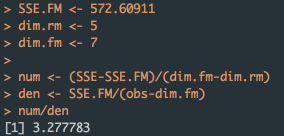 > SSE.FM <- 572.60911
> dim.rm <- 5
> dim.fm <- 7
>
> num <- (SSE-SSE.FM)/(dim.fm-dim.rm)
> den <- SSE.FM/(obs-dim.fm)
> num/den
[1] 3.277783